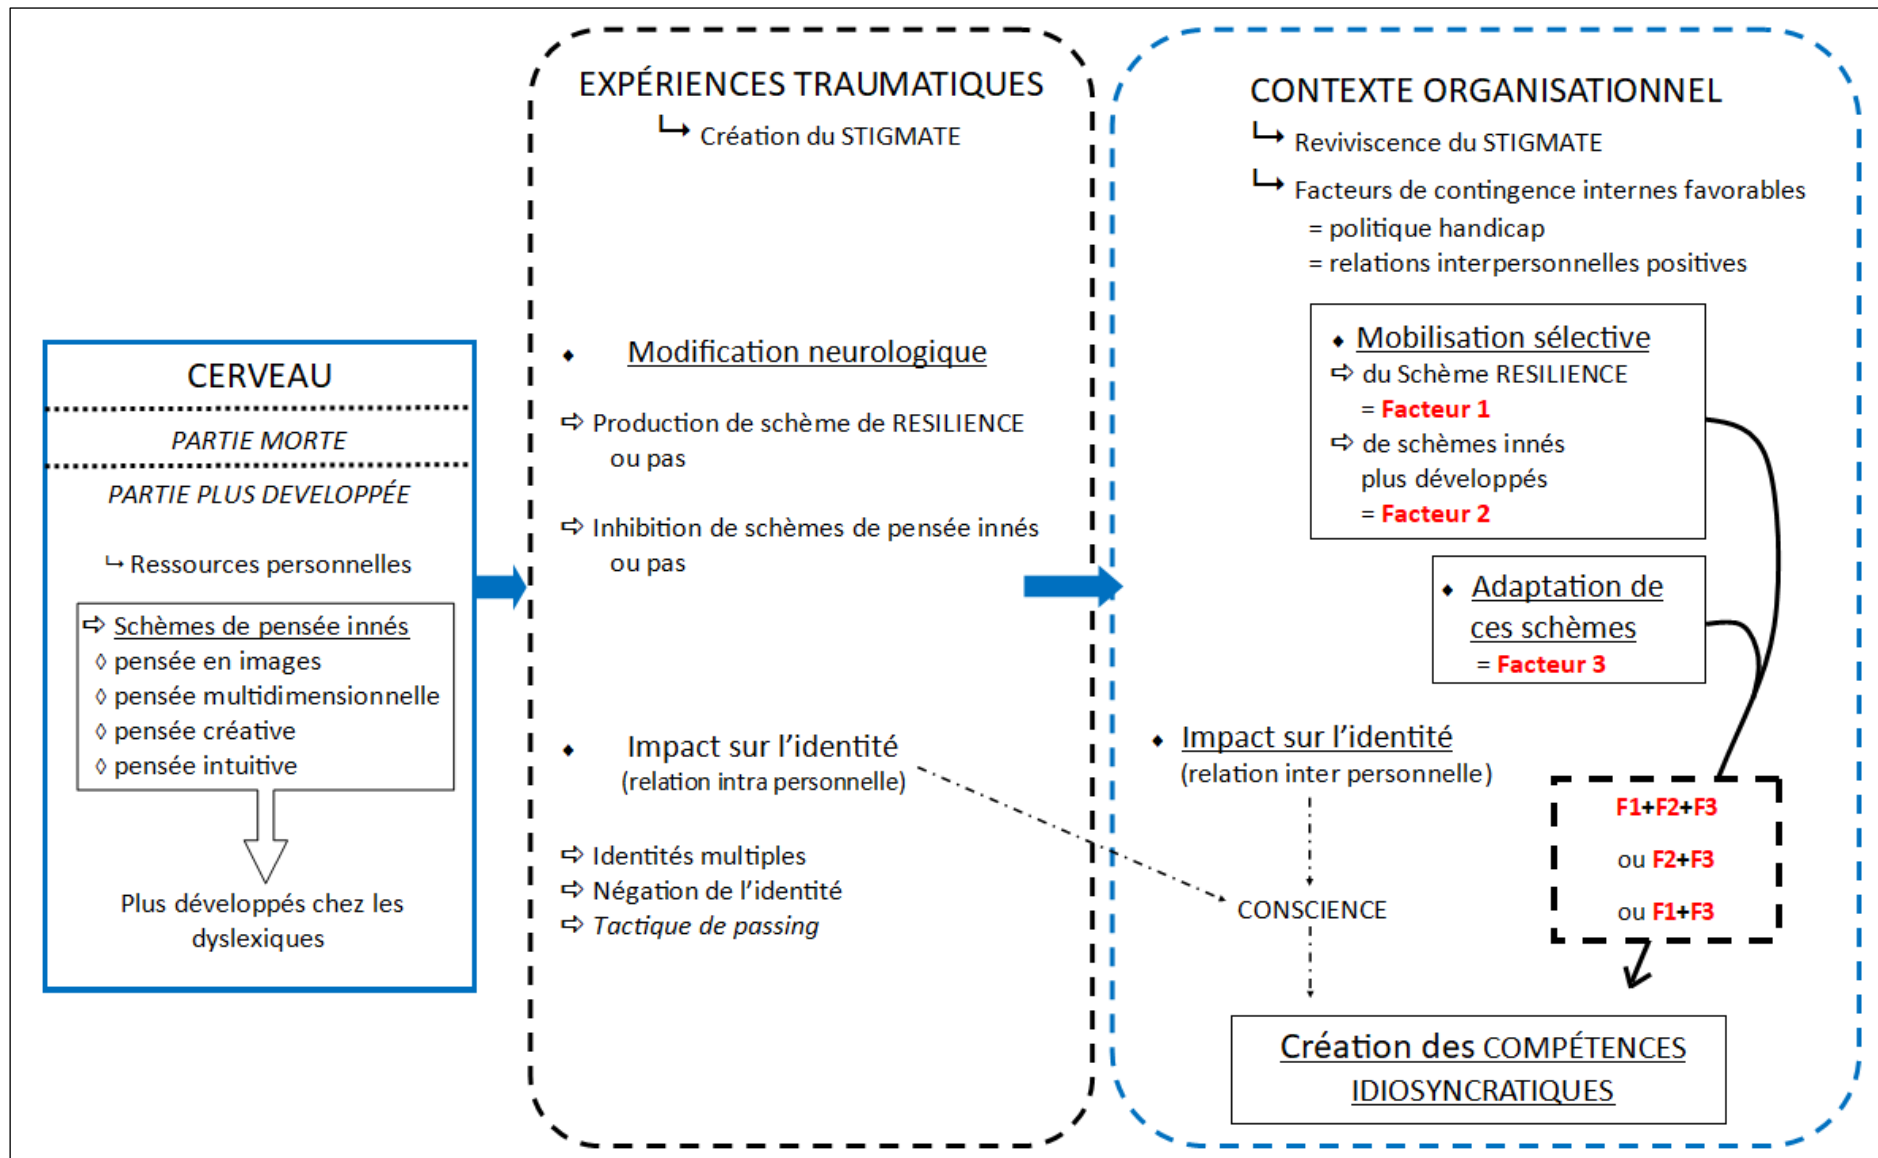 CERVEAU
PARTIE MORTE
PARTIE PLUS DEVELOPPÉE
Ressources personnelles
Schèmes de pensée innés
pensée en images
pensée multidimensionnelle
pensée créative
pensée intuitive
Plus développés chez les
dyslexiques
EXPÉRIENCES TRAUMATIQUES
Création du STIGMATE
Modification neurologique
Production de schème de RESILIENCE
ou pas
Inhibition de schèmes de pensée innés
ou pas
Impact sur l’identité
(relation intra personnelle)
Identités multiples
Négation de l’identité
Tactique de passing
CONTEXTE ORGANISATIONNEL
Reviviscence du STIGMATE
Facteurs de contingence internes favorables
= politique handicap
= relations interpersonnelles positives
Mobilisation sélective
du Schème RESILIENCE
= Facteur 1
de schèmes innés
plus développés
= Facteur 2
Adaptation de
ces schèmes
= Facteur 3
Impact sur l’identité
(relation inter personnelle)
CONSCIENCE
F1+F2+F3
ou F2+F3
ou F1+F3
Création des COMPÉTENCES
IDIOSYNCRATIQUES